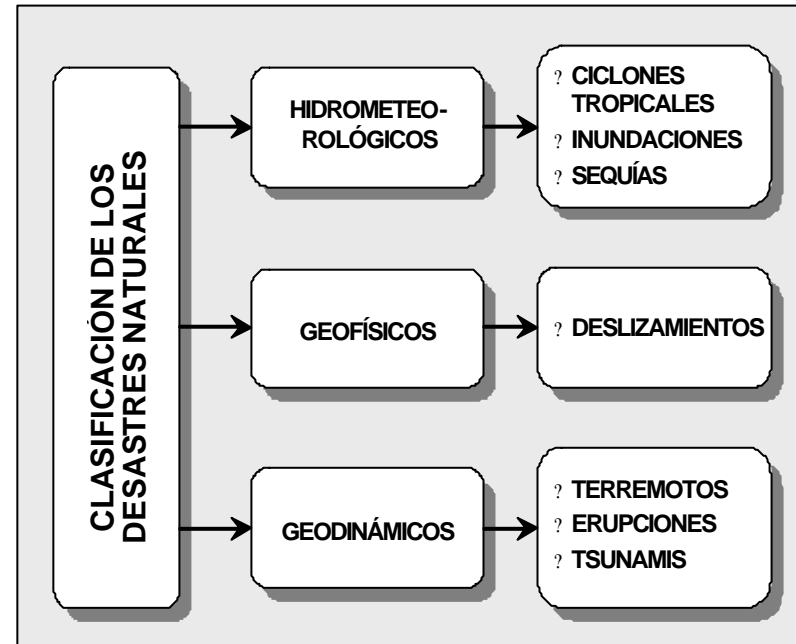 CLASIFICACIÓN DE LOS
DESASTRES NATURALES
HIDROMETEO-
ROLÓGICOS
? CICLONES
TROPICALES
? INUNDACIONES
? SEQUÍAS
GEOFÍSICOS
? DESLIZAMIENTOS
GEODINÁMICOS
? TERREMOTOS
? ERUPCIONES
? TSUNAMIS